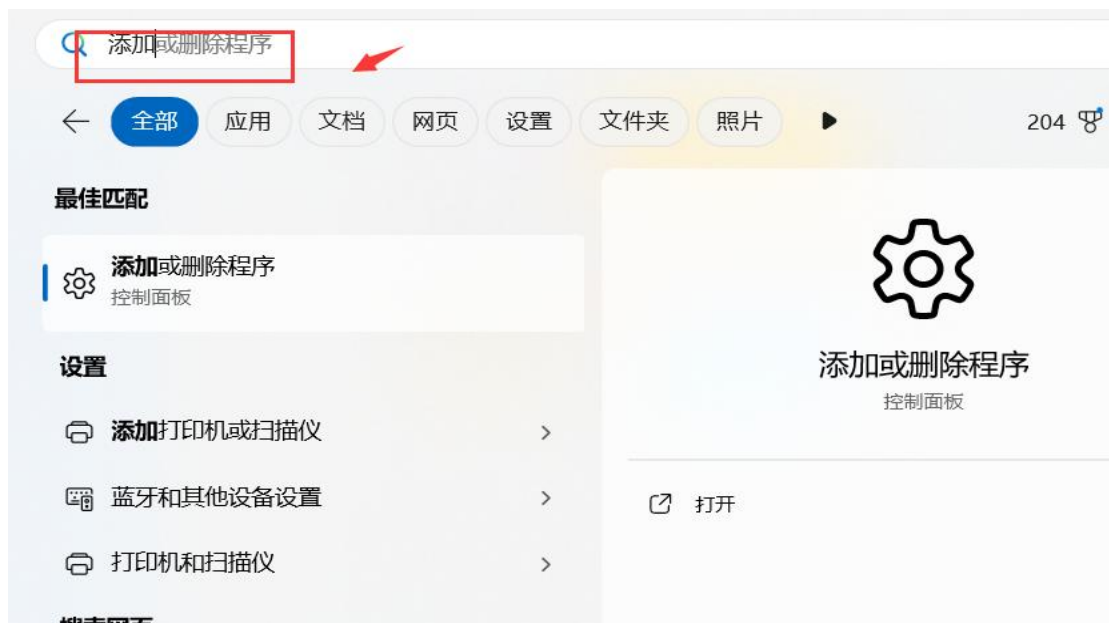 添加或删除程序
全部 应用 文档 网页 设置 文件夹 照片 204
最佳匹配
添加或删除程序
控制面板
设置
添加打印机或扫描仪
蓝牙和其他设备设置
打印机和扫描仪
搜索网页
添加或删除程序
控制面板
打开